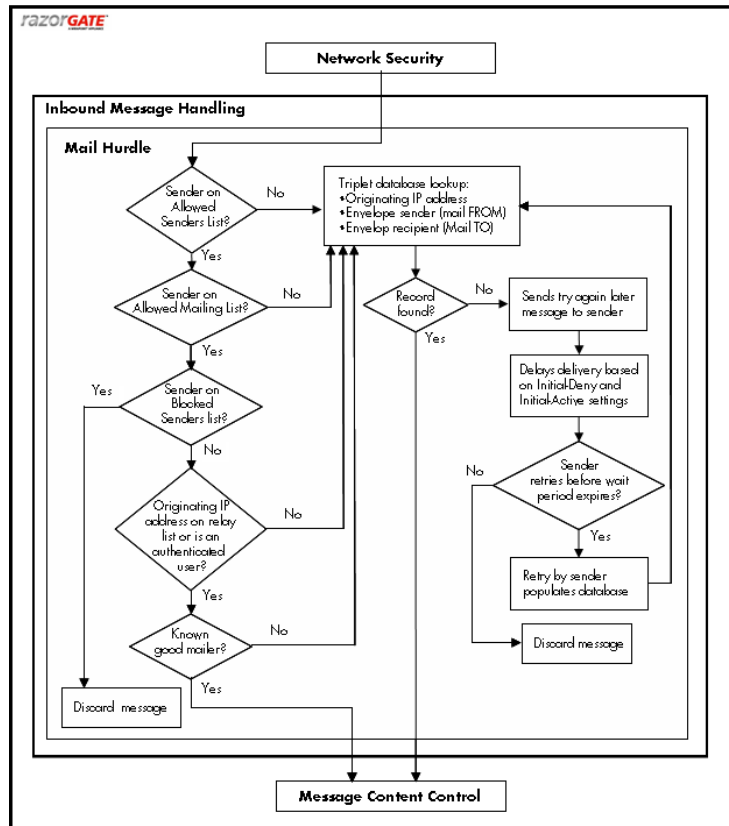 razorGATE
Network Security
Inbound Message Handling
Mail Hurdle
Sender on
Allowed
Senders List?
No
Yes
Triplet database lookup:
•Originating IP address
•Envelope sender (mail FROM)
•Envelop recipient (Mail TO)
Sender on
Allowed Mailing List?
No
Yes
Record
found?
No
Yes
Sends try again later
message to sender
Delays delivery based
on Initial-Deny and
Initial-Active settings
Yes
Sender on
Blocked
Senders list?
No
No
Sender
retries before wait
period expires?
Yes
Originating IP
address on relay
list or is an
authenticated
user?
No
Yes
Retry by sender
populates database
Known
good mailer?
No
Yes
Discard message
Discard message
Message Content Control